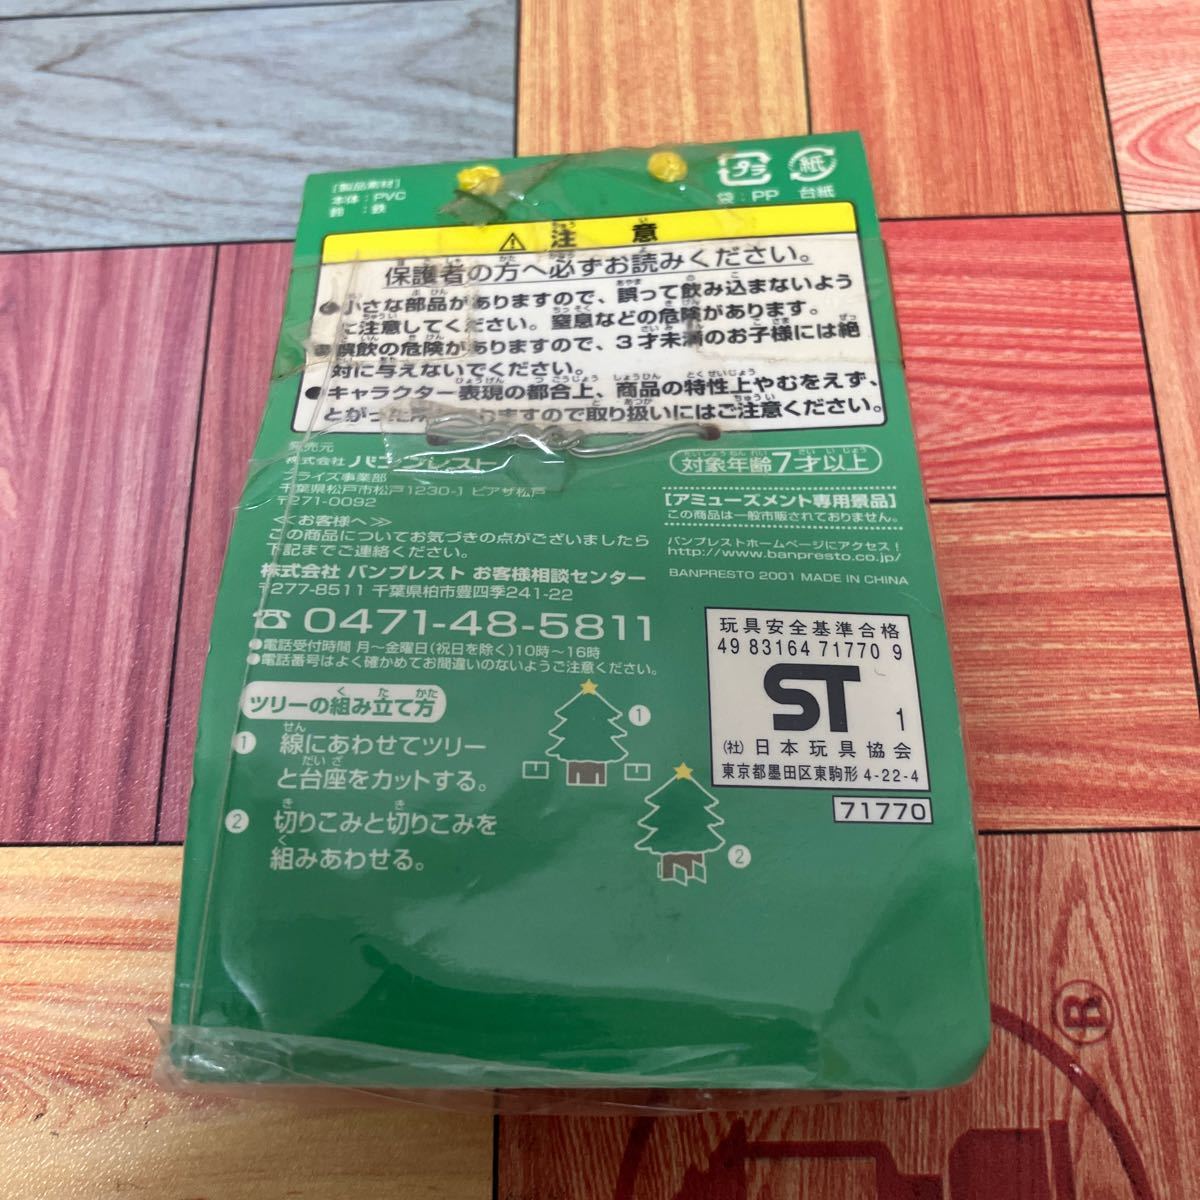 [製品素材]
本体：PVC
鈴　：鉄
プラ
袋：PP
紙
台紙
⚠ 注意
保護者の方へ必ずお読みください。
●小さな部品がありますので、誤って飲み込まないよう
に注意してください。窒息などの危険があります。
●誤飲の危険がありますので、3才未満のお子様には絶
対に与えないでください。
●キャラクター表現の都合上、商品の特性上やむをえず、
とがった りますので取り扱いにはご注意ください。
発売元
株式会社 バンプレスト
プライズ事業部
千葉県松戸市松戸1230-1 ピアザ松戸
〒271-0092
対象年齢7才以上
[アミューズメント専用景品]
この商品は一般市販されておりません。
≪お客様へ≫
この商品についてお気づきの点がございましたら
下記までご連絡ください。
バンプレストホームページにアクセス！
http://www.banpresto.co.jp/
BANPRESTO 2001 MADE IN CHINA
株式会社 バンプレスト お客様相談センター
〒277-8511 千葉県柏市豊四季241-22
☎ 0471-48-5811
●電話受付時間 月〜金曜日(祝日を除く)10時〜16時
●電話番号はよく確かめてお間違いのないようご注意ください。
玩具安全基準合格
49 83164 71770 9
ST 1
(社)日本玩具協会
東京都墨田区東駒形 4-22-4
71770
ツリーの組み立て方
① 線にあわせてツリー
と台座をカットする。
② 切りこみと切りこみを
組みあわせる。
①
②
®